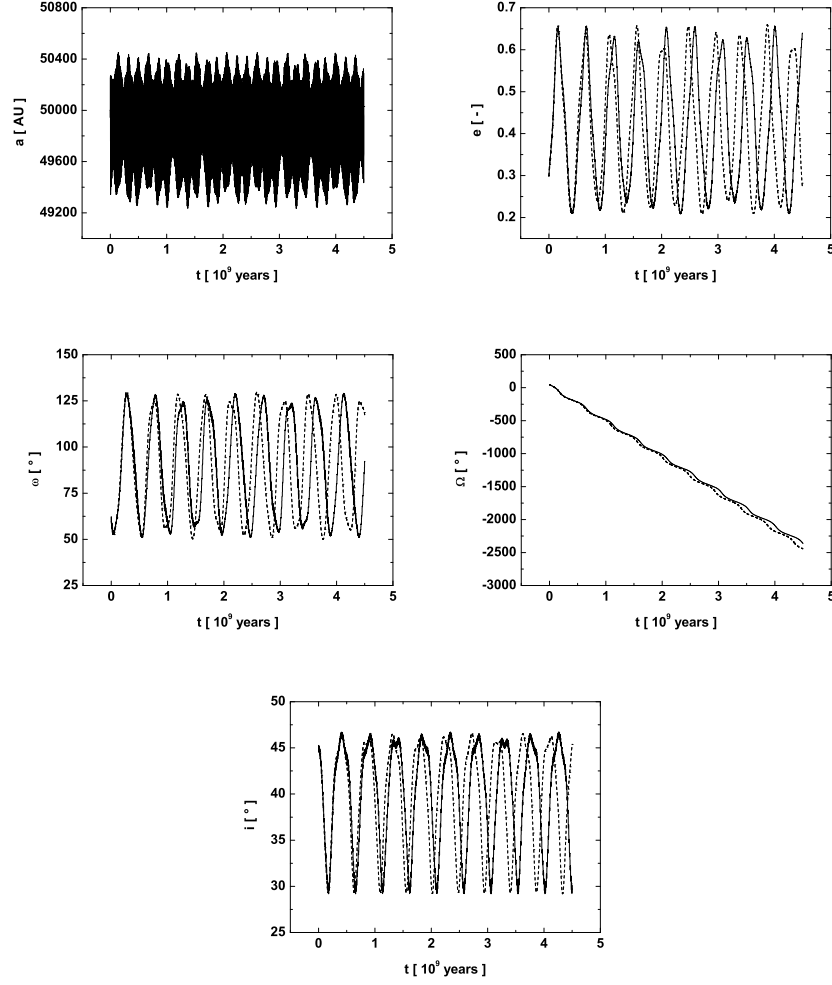 50800
50400
50000
49600
49200
a [ AU ]
0 1 2 3 4 5
t [ 10⁹ years ]
0.7
0.6
0.5
0.4
0.3
0.2
e [ - ]
0 1 2 3 4 5
t [ 10⁹ years ]
150
125
100
75
50
25
ω [ ° ]
0 1 2 3 4 5
t [ 10⁹ years ]
500
0
-500
-1000
-1500
-2000
-2500
-3000
Ω [ ° ]
0 1 2 3 4 5
t [ 10⁹ years ]
50
45
40
35
30
25
i [ ° ]
0 1 2 3 4 5
t [ 10⁹ years ]